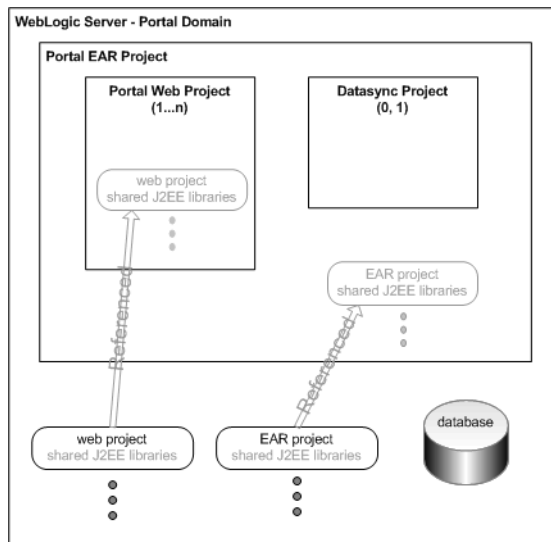 WebLogic Server - Portal Domain
Portal EAR Project
Portal Web Project
(1...n)
Datasync Project
(0, 1)
web project
shared J2EE libraries
EAR project
shared J2EE libraries
Referenced
Referenced
web project
shared J2EE libraries
EAR project
shared J2EE libraries
database